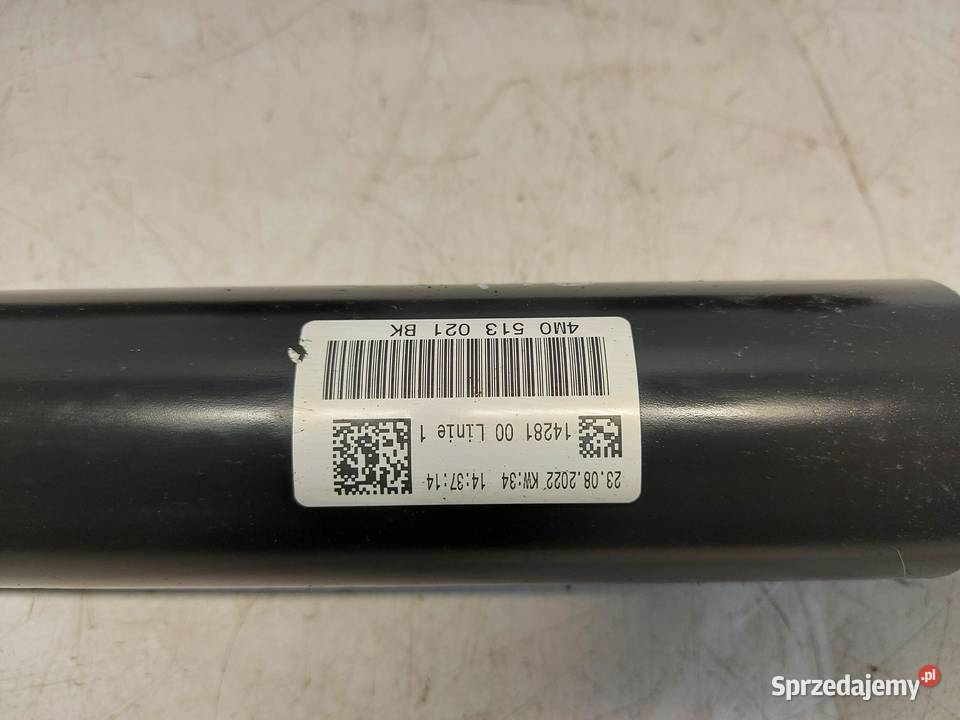 23.08.2022 KW:34 14:37:14
14281 00 Linie 1
4M0 513 021 BK
Sprzedajemy.pl